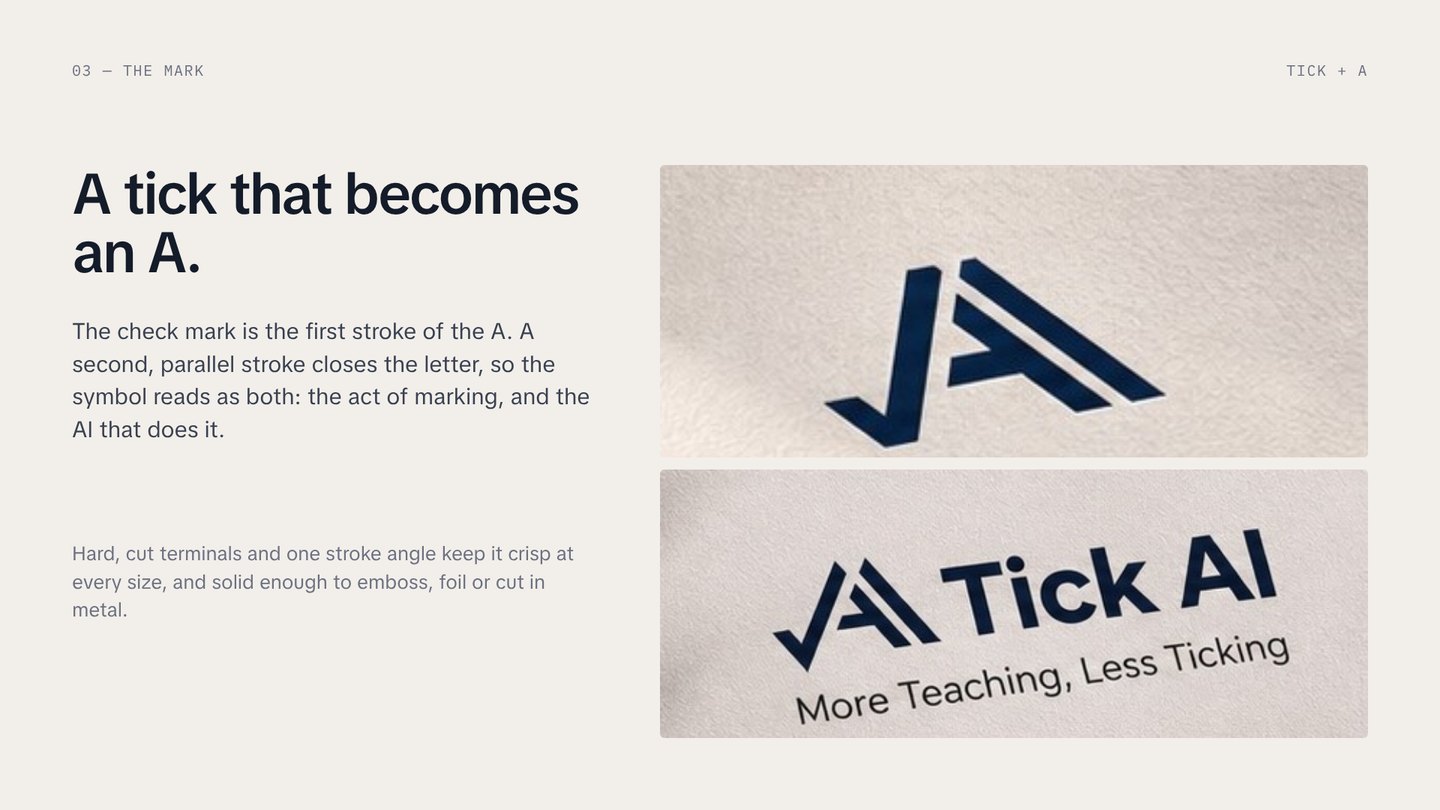 03 — THE MARK
TICK + A
A tick that becomes
an A.
The check mark is the first stroke of the A. A
second, parallel stroke closes the letter, so the
symbol reads as both: the act of marking, and the
AI that does it.
Hard, cut terminals and one stroke angle keep it crisp at
every size, and solid enough to emboss, foil or cut in
metal.
Tick AI
More Teaching, Less Ticking